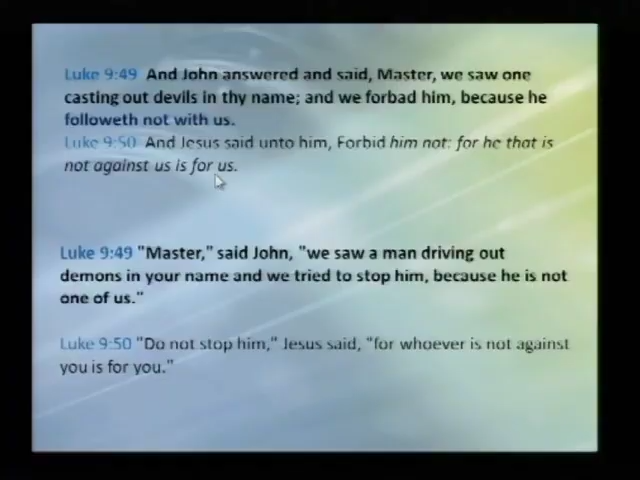 Luke 9:49 And John answered and said, Master, we saw one
casting out devils in thy name; and we forbad him, because he
followeth not with us.
Luke 9:50 And Jesus said unto him, Forbid him not: for he that is
not against us is for us.
Luke 9:49 "Master," said John, "we saw a man driving out
demons in your name and we tried to stop him, because he is not
one of us."
Luke 9:50 "Do not stop him," Jesus said, "for whoever is not against
you is for you."